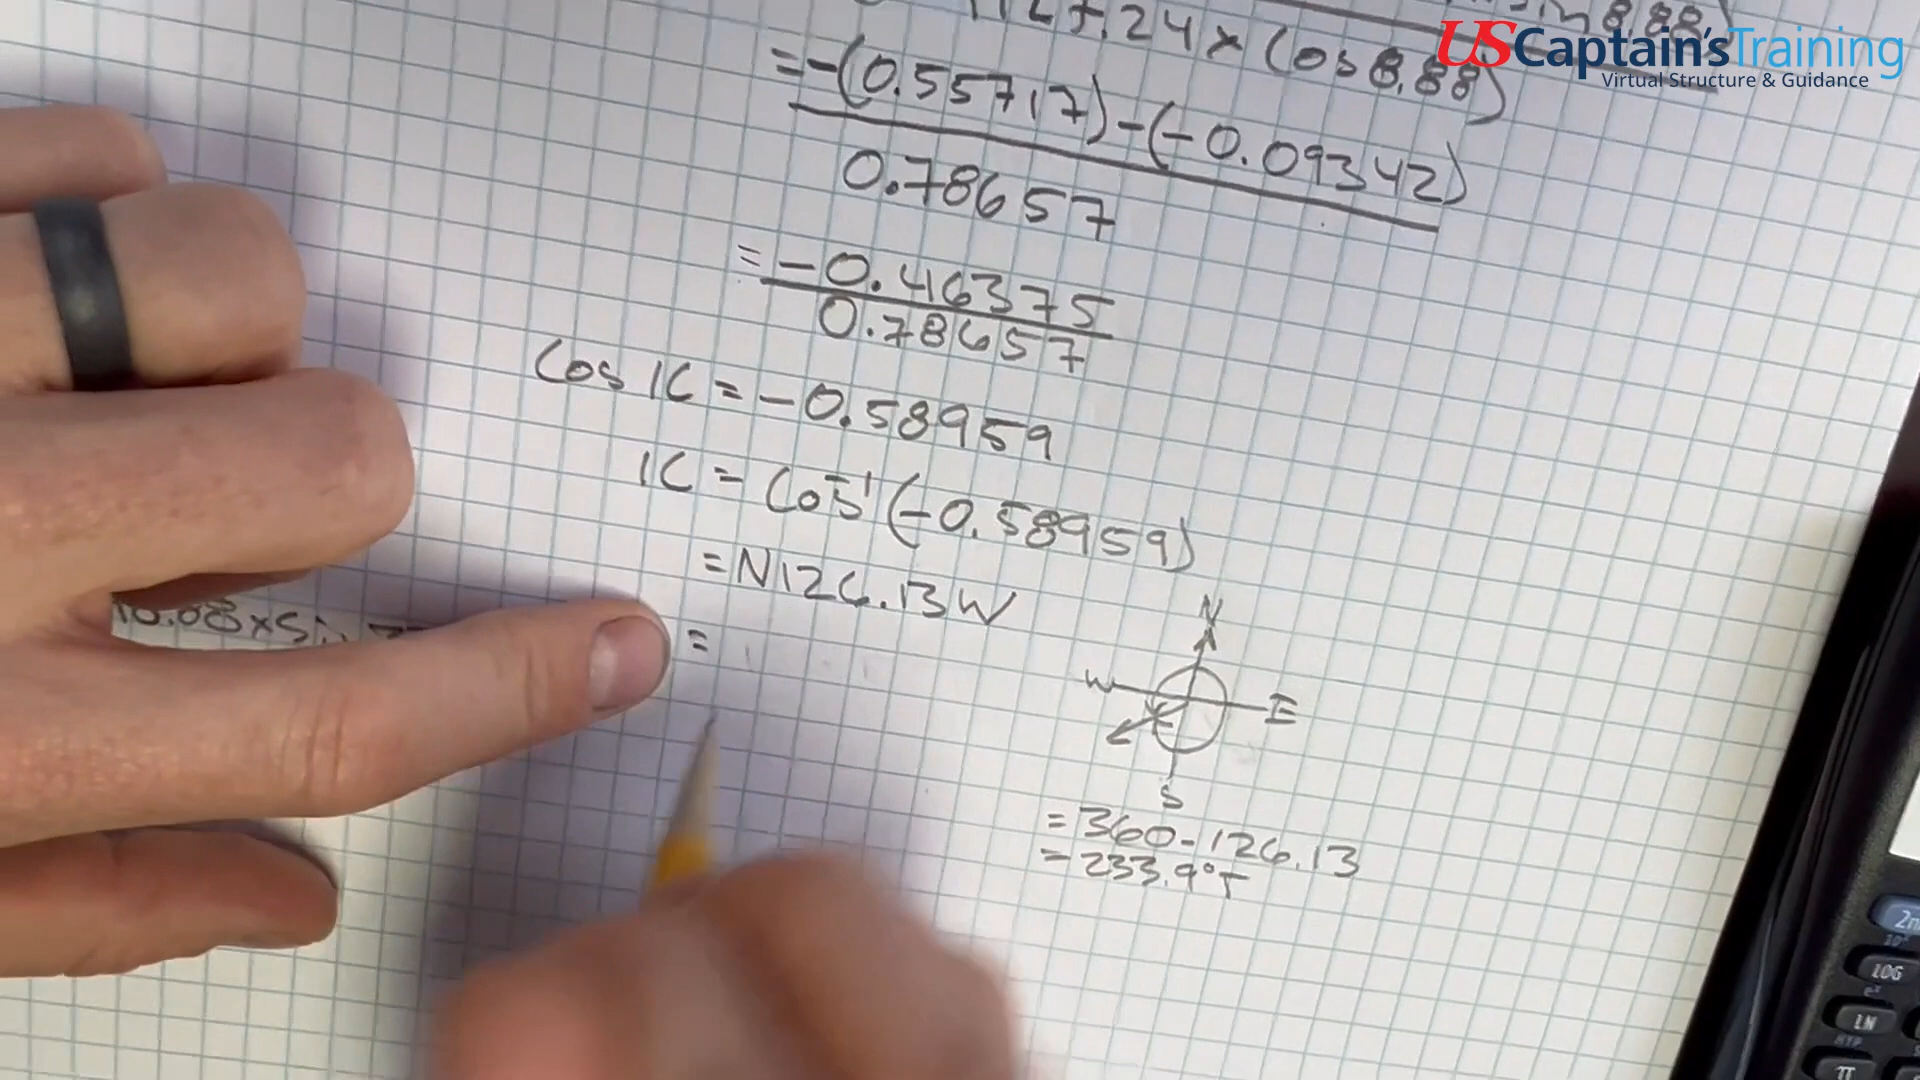 USCaptain'sTraining
Virtual Structure & Guidance
24 × Cos 8.88)
= -(0.55717) - (-0.09342)
0.78657
= -0.46375
0.78657
Cos IC = -0.58959
IC = Cos⁻¹(-0.58959)
= N126.13W
=
N
W
E
S
= 360-126.13
= 233.9°T
LOG
LN
HYP
π